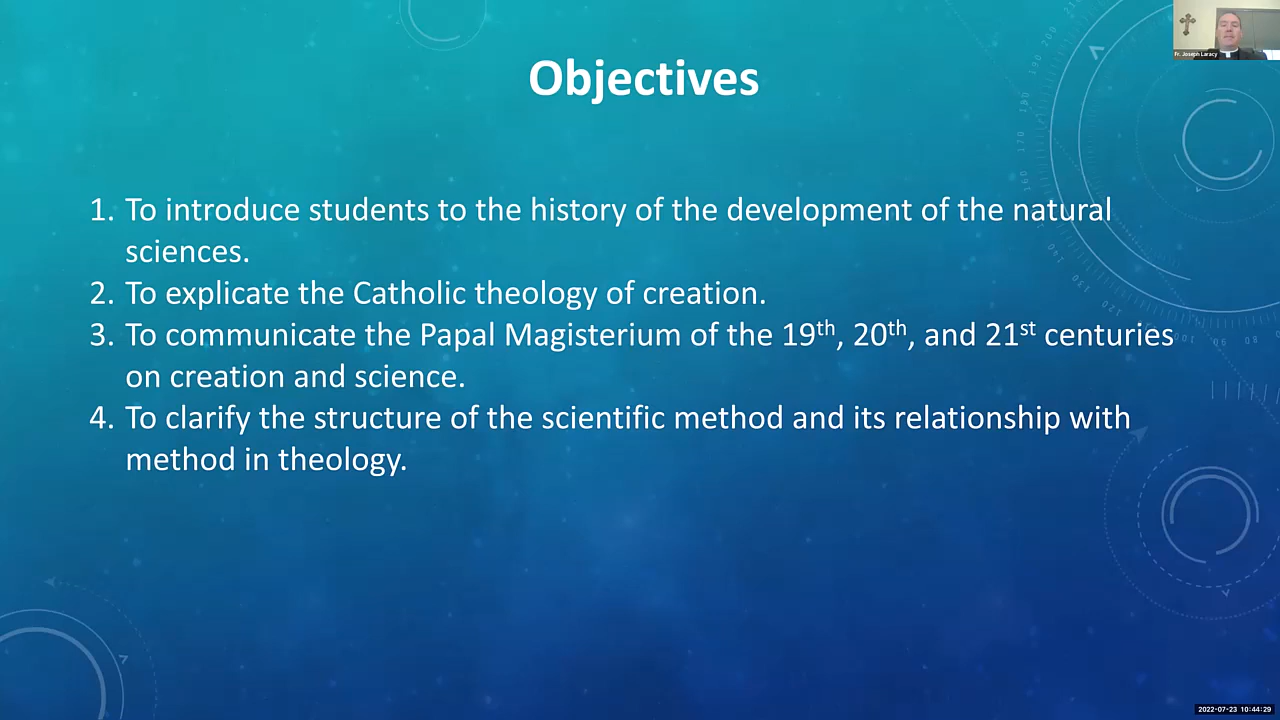 Fr. Joseph Laracy
Objectives
1. To introduce students to the history of the development of the natural
sciences.
2. To explicate the Catholic theology of creation.
3. To communicate the Papal Magisterium of the 19th, 20th, and 21st centuries
on creation and science.
4. To clarify the structure of the scientific method and its relationship with
method in theology.
2022-07-23 10:44:29